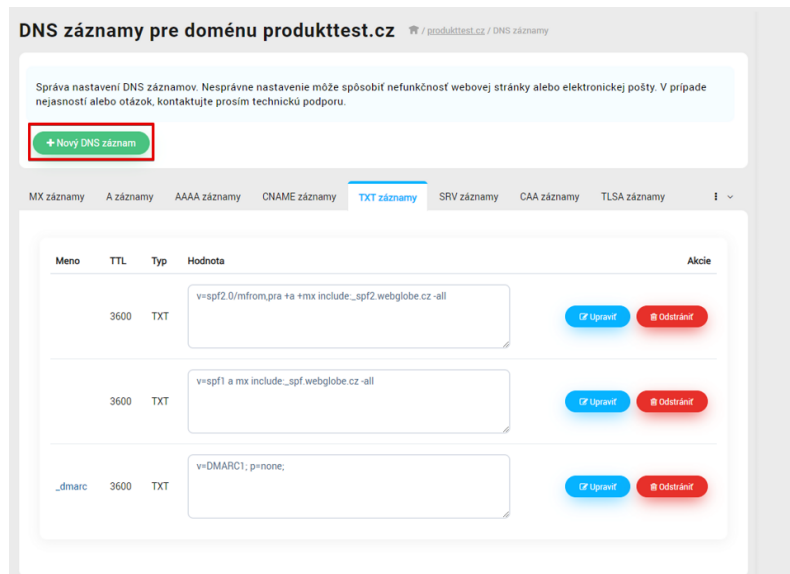 DNS záznamy pre doménu produkttest.cz / produkttest.cz / DNS záznamy
Správa nastavení DNS záznamov. Nesprávne nastavenie môže spôsobiť nefunkčnosť webovej stránky alebo elektronickej pošty. V prípade
nejasností alebo otázok, kontaktujte prosím technickú podporu.
+ Nový DNS záznam
MX záznamy A záznamy AAAA záznamy CNAME záznamy TXT záznamy SRV záznamy CAA záznamy TLSA záznamy
Meno TTL Typ Hodnota Akcie
v=spf2.0/mfrom,pra +a +mx include:_spf2.webglobe.cz -all
3600 TXT Upraviť Odstrániť
v=spf1 a mx include:_spf.webglobe.cz -all
3600 TXT Upraviť Odstrániť
v=DMARC1; p=none;
_dmarc 3600 TXT Upraviť Odstrániť